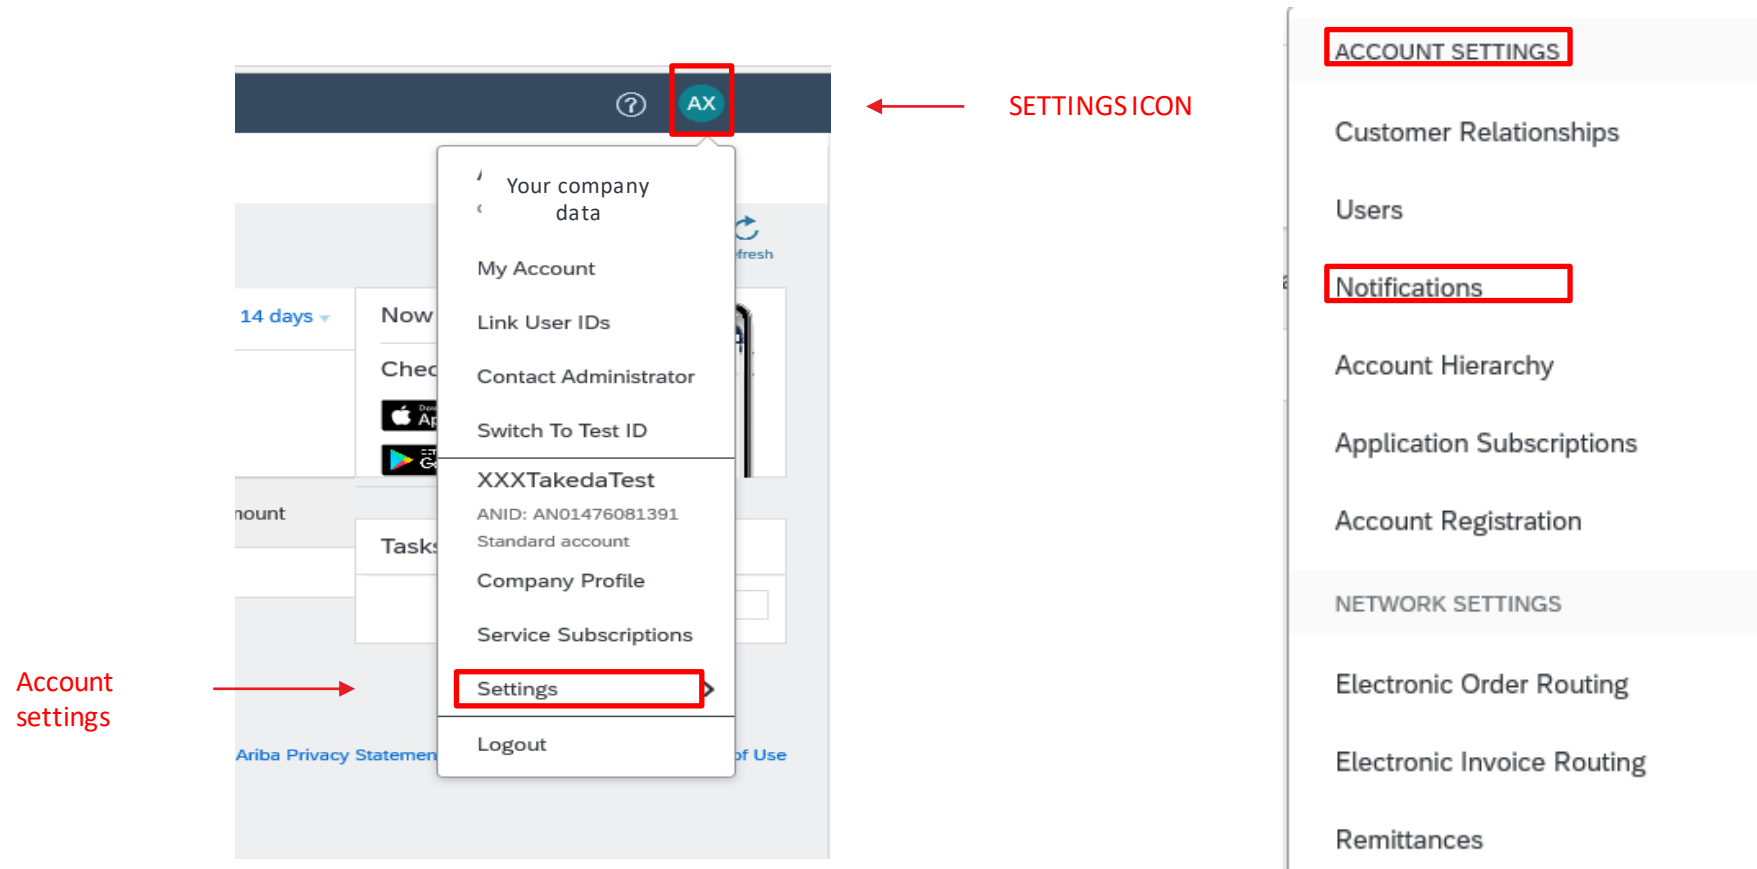 AX
SETTINGS ICON
Your company
data
My Account
14 days
Now
Link User IDs
Chec
Contact Administrator
Switch To Test ID
XXXTakedaTest
ANID: AN01476081391
Standard account
Tasks
Company Profile
Service Subscriptions
Account
settings
Settings
Logout
Ariba Privacy Statemen
of Use
ACCOUNT SETTINGS
Customer Relationships
Users
Notifications
Account Hierarchy
Application Subscriptions
Account Registration
NETWORK SETTINGS
Electronic Order Routing
Electronic Invoice Routing
Remittances